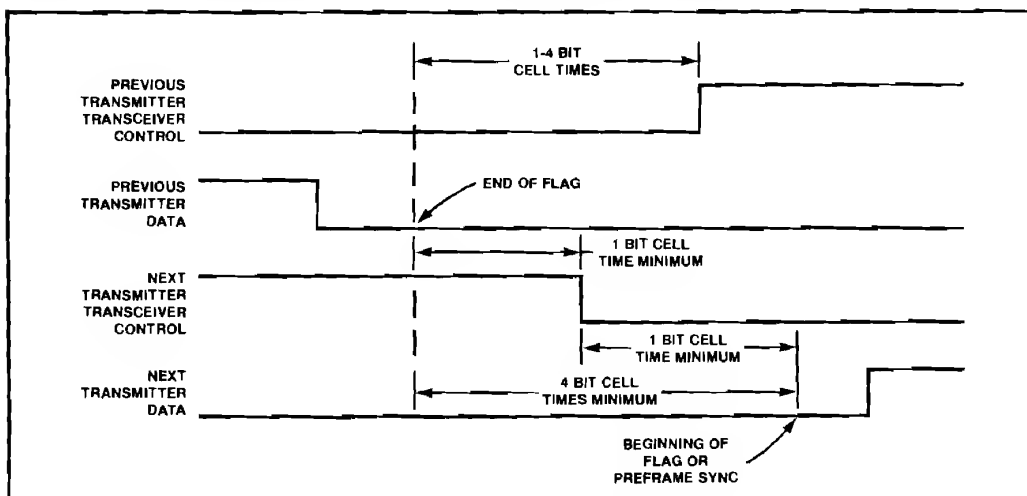 1-4 BIT
CELL TIMES
PREVIOUS
TRANSMITTER
TRANSCEIVER
CONTROL
PREVIOUS
TRANSMITTER
DATA
END OF FLAG
1 BIT CELL
TIME MINIMUM
NEXT
TRANSMITTER
TRANSCEIVER
CONTROL
1 BIT CELL
TIME MINIMUM
NEXT
TRANSMITTER
DATA
4 BIT CELL
TIMES MINIMUM
BEGINNING OF
FLAG OR
PREFRAME SYNC